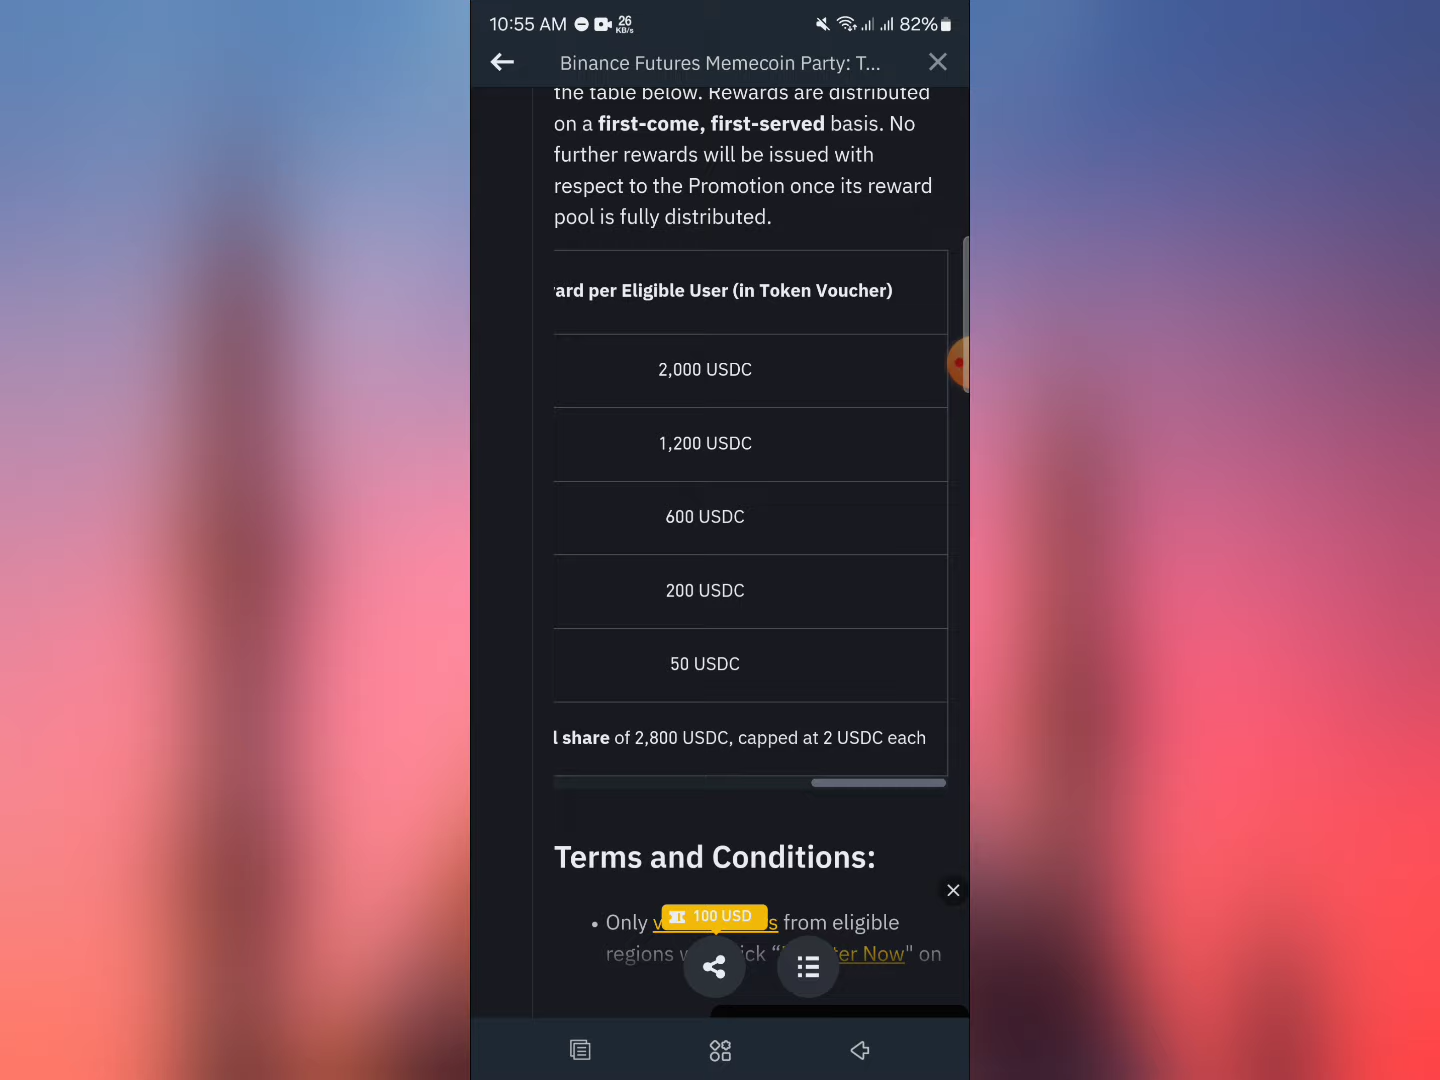 10:55 AM 26 KB/s 82%
Binance Futures Memecoin Party: T...
the table below. Rewards are distributed
on a first-come, first-served basis. No
further rewards will be issued with
respect to the Promotion once its reward
pool is fully distributed.
per Eligible User (in Token Voucher)
2,000 USDC
1,200 USDC
600 USDC
200 USDC
50 USDC
share of 2,800 USDC, capped at 2 USDC each
Terms and Conditions:
• Only from eligible
100 USD
regions Now" on